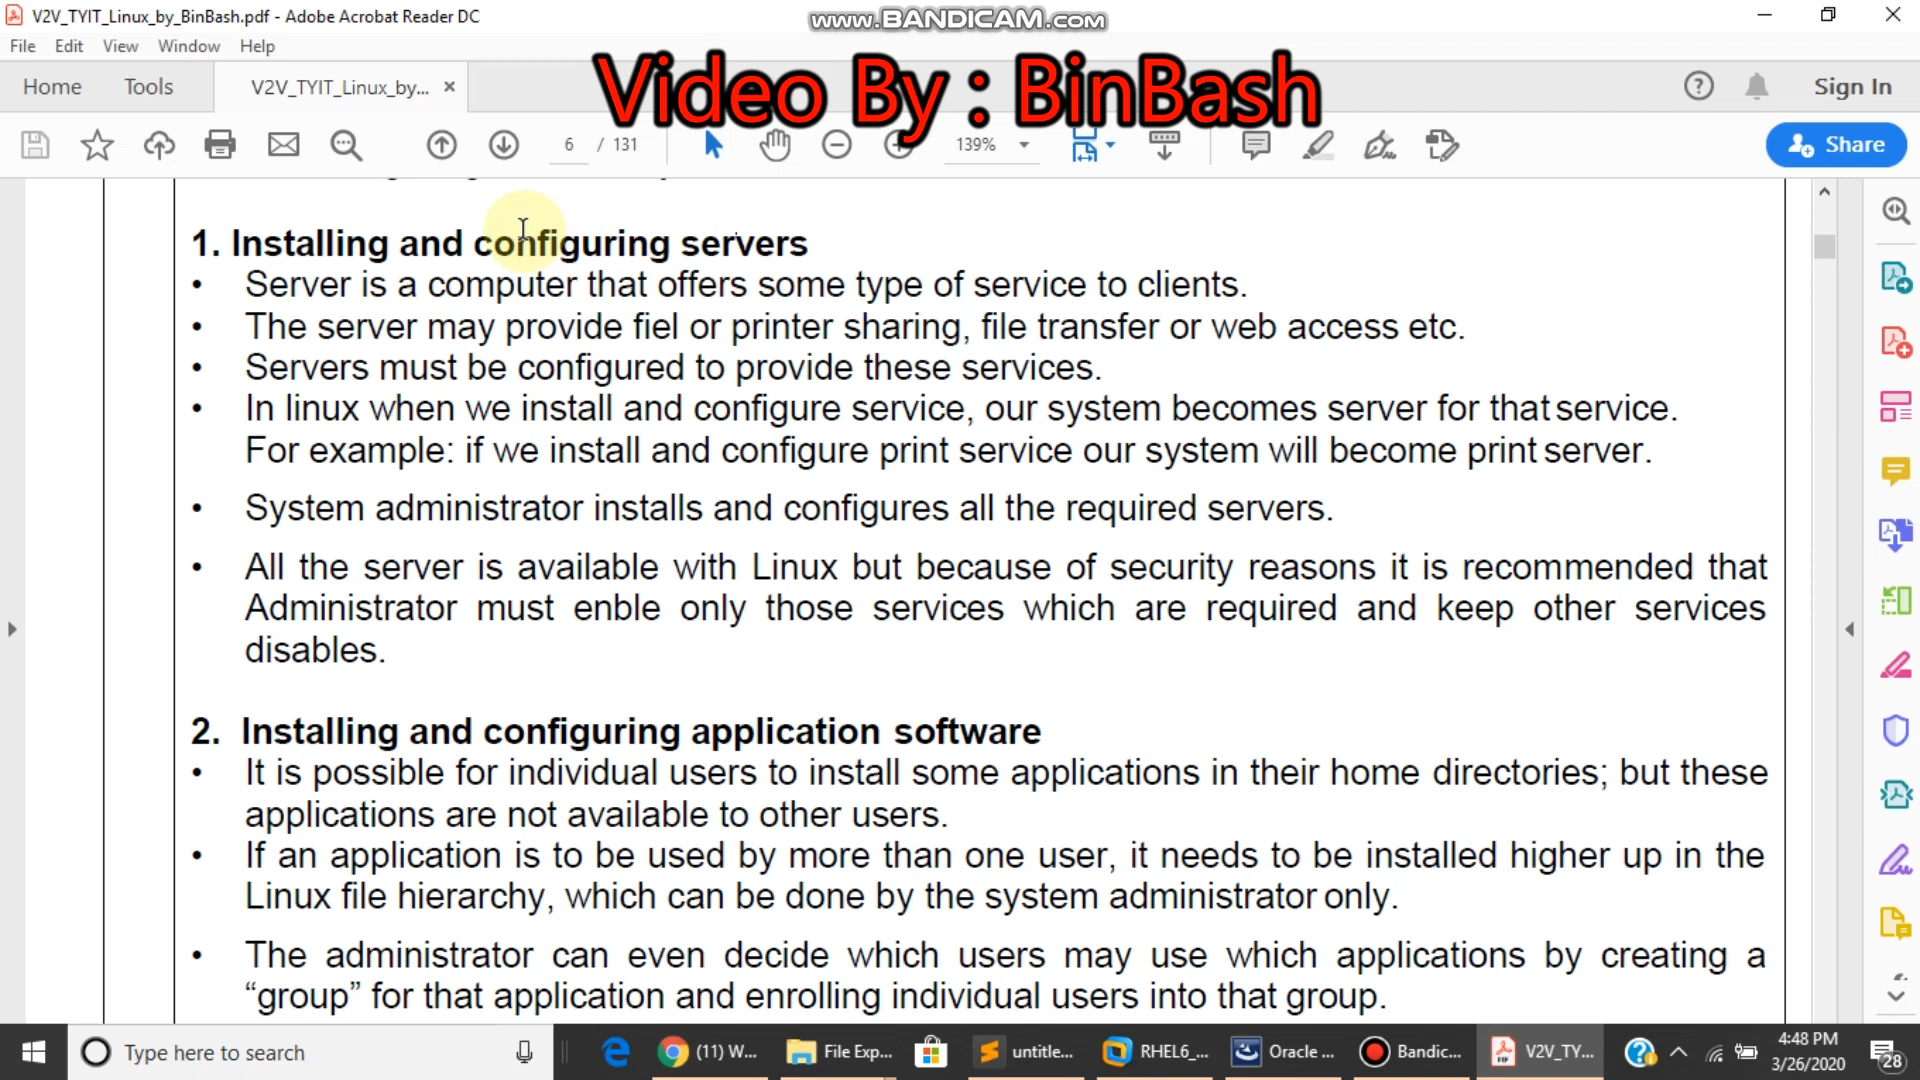 V2V_TYIT_Linux_by_BinBash.pdf - Adobe Acrobat Reader DC
www.BANDICAM.com
File Edit View Window Help
Video By : BinBash
Home Tools V2V_TYIT_Linux_by... Sign In
6 / 131 139% Share
1. Installing and configuring servers
• Server is a computer that offers some type of service to clients.
• The server may provide fiel or printer sharing, file transfer or web access etc.
• Servers must be configured to provide these services.
• In linux when we install and configure service, our system becomes server for that service.
For example: if we install and configure print service our system will become print server.
• System administrator installs and configures all the required servers.
• All the server is available with Linux but because of security reasons it is recommended that
Administrator must enble only those services which are required and keep other services
disables.
2. Installing and configuring application software
• It is possible for individual users to install some applications in their home directories; but these
applications are not available to other users.
• If an application is to be used by more than one user, it needs to be installed higher up in the
Linux file hierarchy, which can be done by the system administrator only.
• The administrator can even decide which users may use which applications by creating a
“group” for that application and enrolling individual users into that group.
Type here to search (11) W... File Exp... untitle... RHEL6_... Oracle ... Bandic... V2V_TY... 4:48 PM
3/26/2020 28